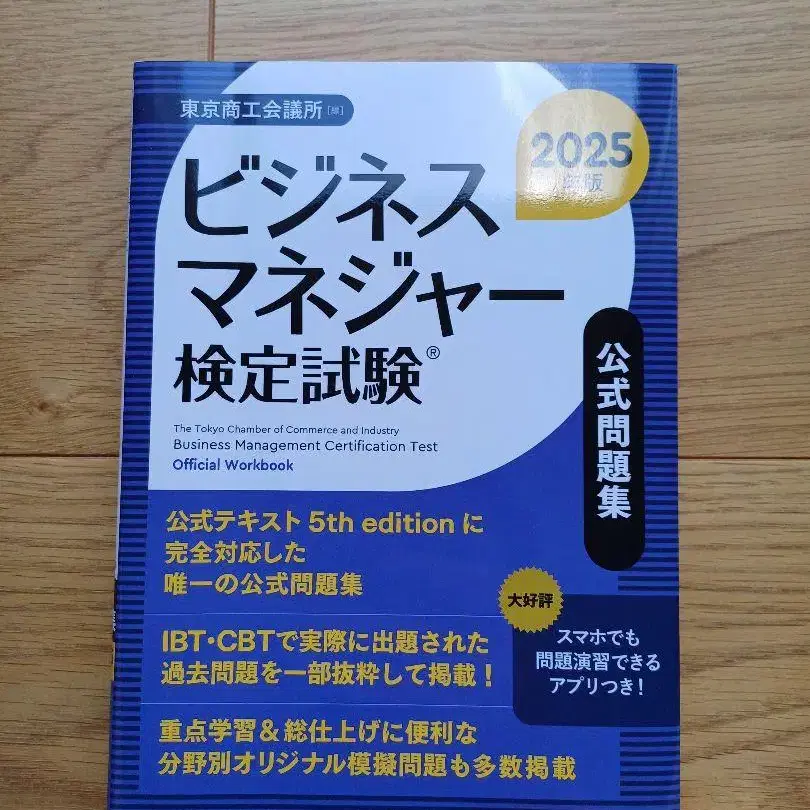 東京商工会議所[編]
2025
年版
ビジネス
マネジャー
検定試験®
The Tokyo Chamber of Commerce and Industry
Business Management Certification Test
Official Workbook
公式問題集
公式テキスト 5th edition に
完全対応した
唯一の公式問題集
IBT・CBTで実際に出題された
過去問題を一部抜粋して掲載！
重点学習＆総仕上げに便利な
分野別オリジナル模擬問題も多数掲載
大好評
スマホでも
問題演習できる
アプリつき！